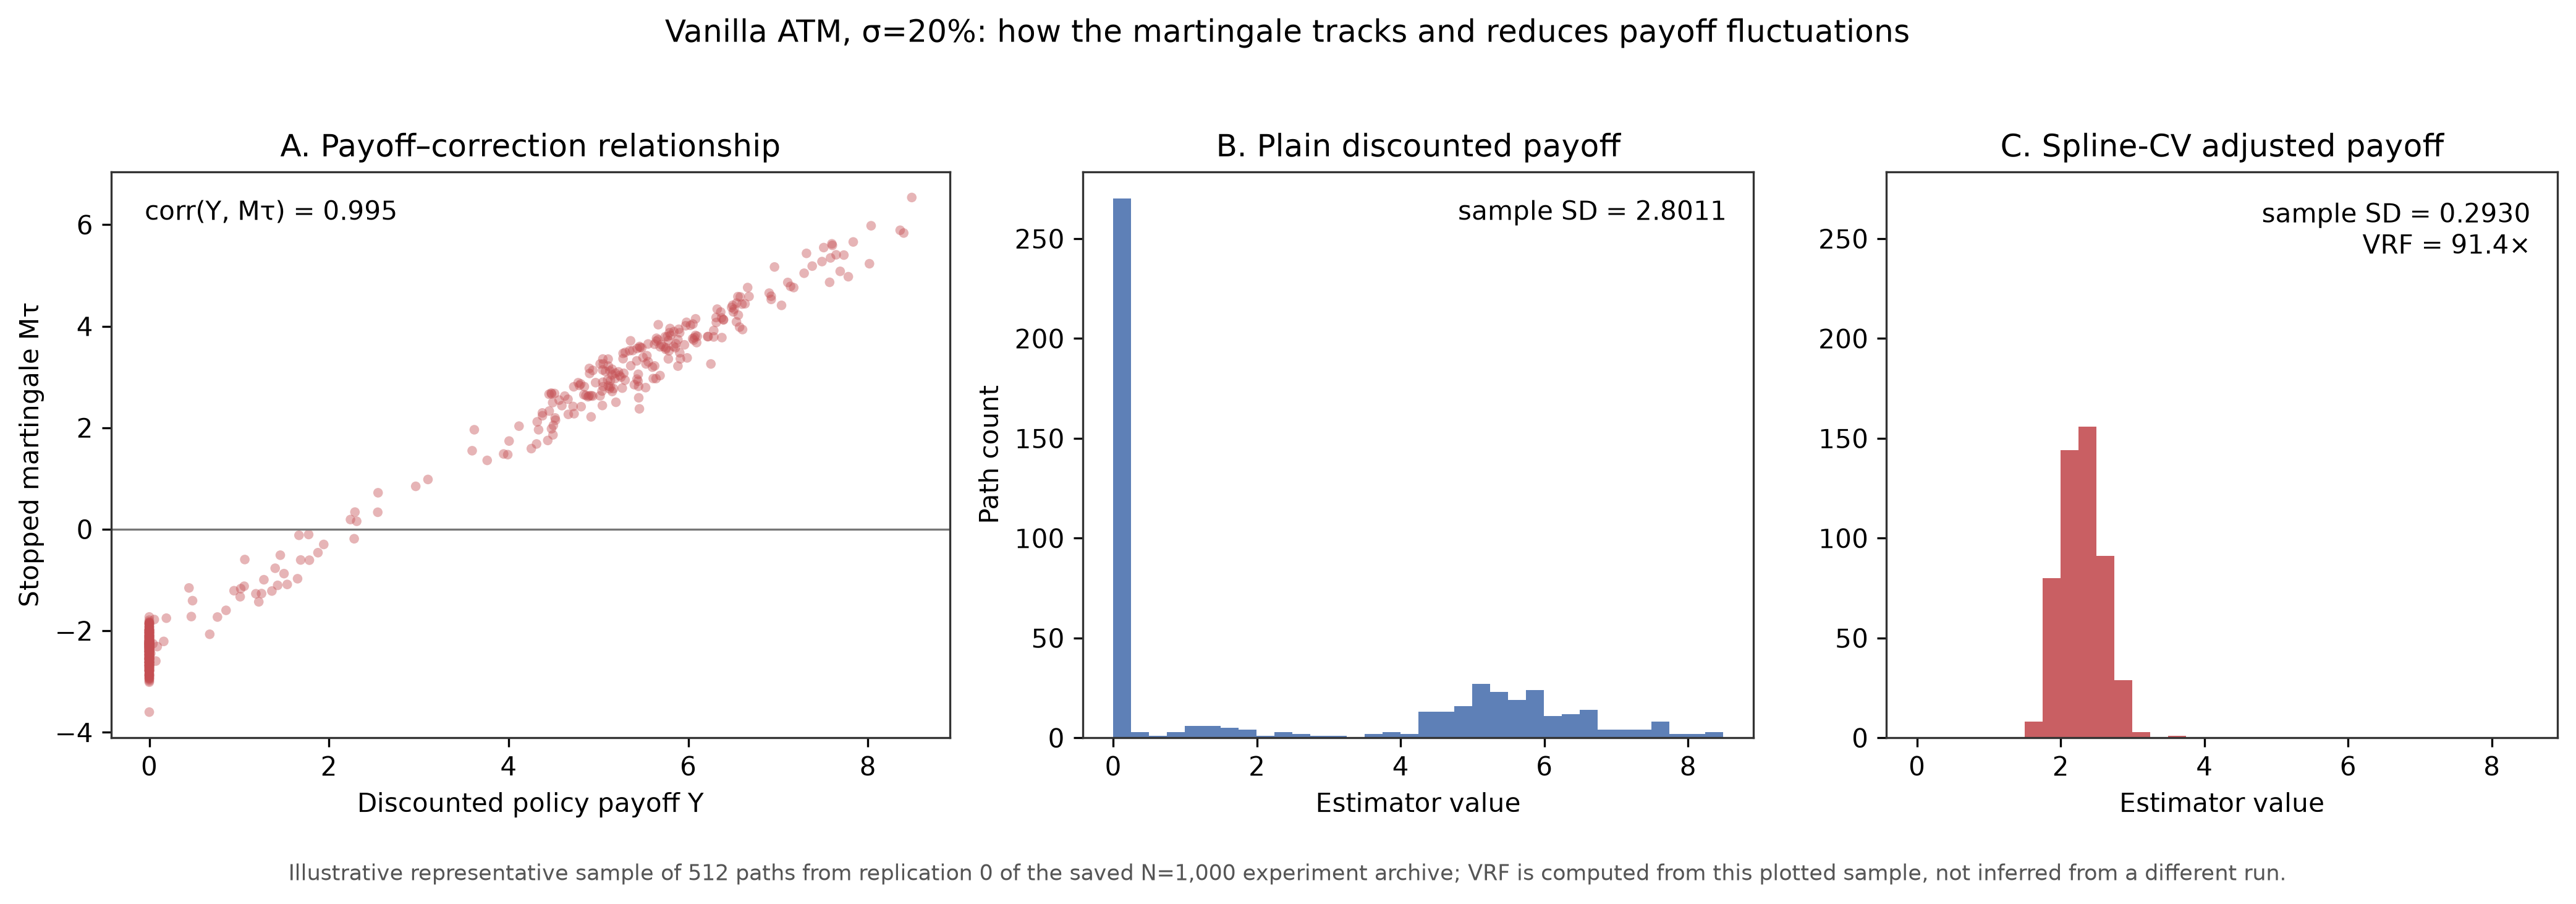 Vanilla ATM, σ=20%: how the martingale tracks and reduces payoff fluctuations
A. Payoff–correction relationship
corr(Y, Mτ) = 0.995
Stopped martingale Mτ
6
4
2
0
−2
−4
0 2 4 6 8
Discounted policy payoff Y
B. Plain discounted payoff
sample SD = 2.8011
Path count
250
200
150
100
50
0
0 2 4 6 8
Estimator value
C. Spline-CV adjusted payoff
sample SD = 0.2930
VRF = 91.4×
250
200
150
100
50
0
0 2 4 6 8
Estimator value
Illustrative representative sample of 512 paths from replication 0 of the saved N=1,000 experiment archive; VRF is computed from this plotted sample, not inferred from a different run.